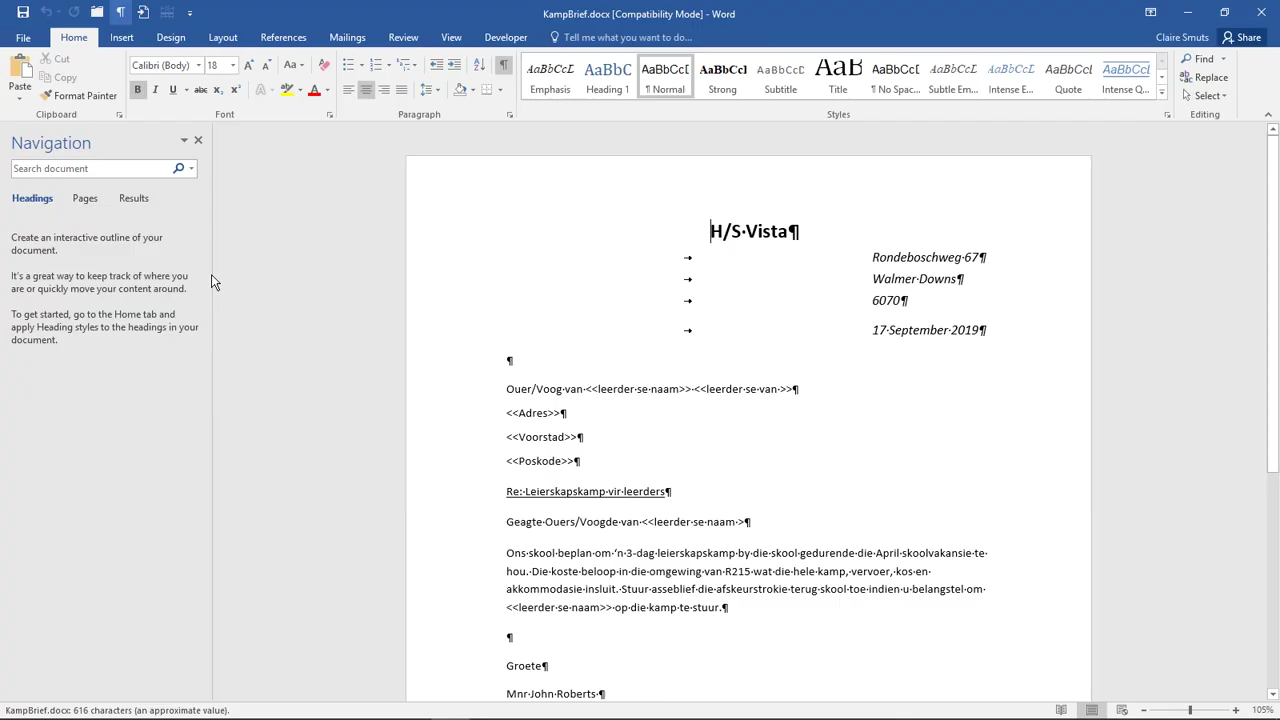 KampBrief.docx [Compatibility Mode] - Word
File Home Insert Design Layout References Mailings Review View Developer Tell me what you want to do... Claire Smuts Share
Paste Cut Copy Format Painter Clipboard
Calibri (Body) 18 Aa B I U abc x₂ x² A A Font
Paragraph
AaBbCcL AaBbC AaBbCcD AaBbCcl AaBbCcD AaB AaBbCcD AaBbCcL AaBbCcL AaBbCcD AaBbCcD
Emphasis Heading 1 ¶ Normal Strong Subtitle Title ¶ No Spac... Subtle Em... Intense E... Quote Intense Q...
Styles
Find
Replace
Select
Editing
Navigation
Search document
Headings Pages Results
Create an interactive outline of your
document.
It's a great way to keep track of where you
are or quickly move your content around.
To get started, go to the Home tab and
apply Heading styles to the headings in your
document.
H/S·Vista¶
→ Rondeboschweg·67¶
→ Walmer·Downs¶
→ 6070¶
→ 17·September·2019¶
¶
Ouer/Voog·van·<<leerder·se·naam>>·<<leerder·se·van·>>¶
<<Adres>>¶
<<Voorstad>>¶
<<Poskode>>¶
Re:·Leierskapskamp·vir·leerders¶
Geagte·Ouers/Voogde·van·<<leerder·se·naam·>¶
Ons·skool·beplan·om·'n·3-dag·leierskapskamp·by·die·skool·gedurende·die·April·skoolvakansie·te·
hou.·Die·koste·beloop·in·die·omgewing·van·R215·wat·die·hele·kamp,·vervoer,·kos·en·
akkommodasie·insluit.·Stuur·asseblief·die·afskeurstrokie·terug·skool·toe·indien·u·belangstel·om·
<<leerder·se·naam>>·op·die·kamp·te·stuur.¶
¶
Groete¶
Mnr·John·Roberts·¶
KampBrief.docx: 616 characters (an approximate value).
105%